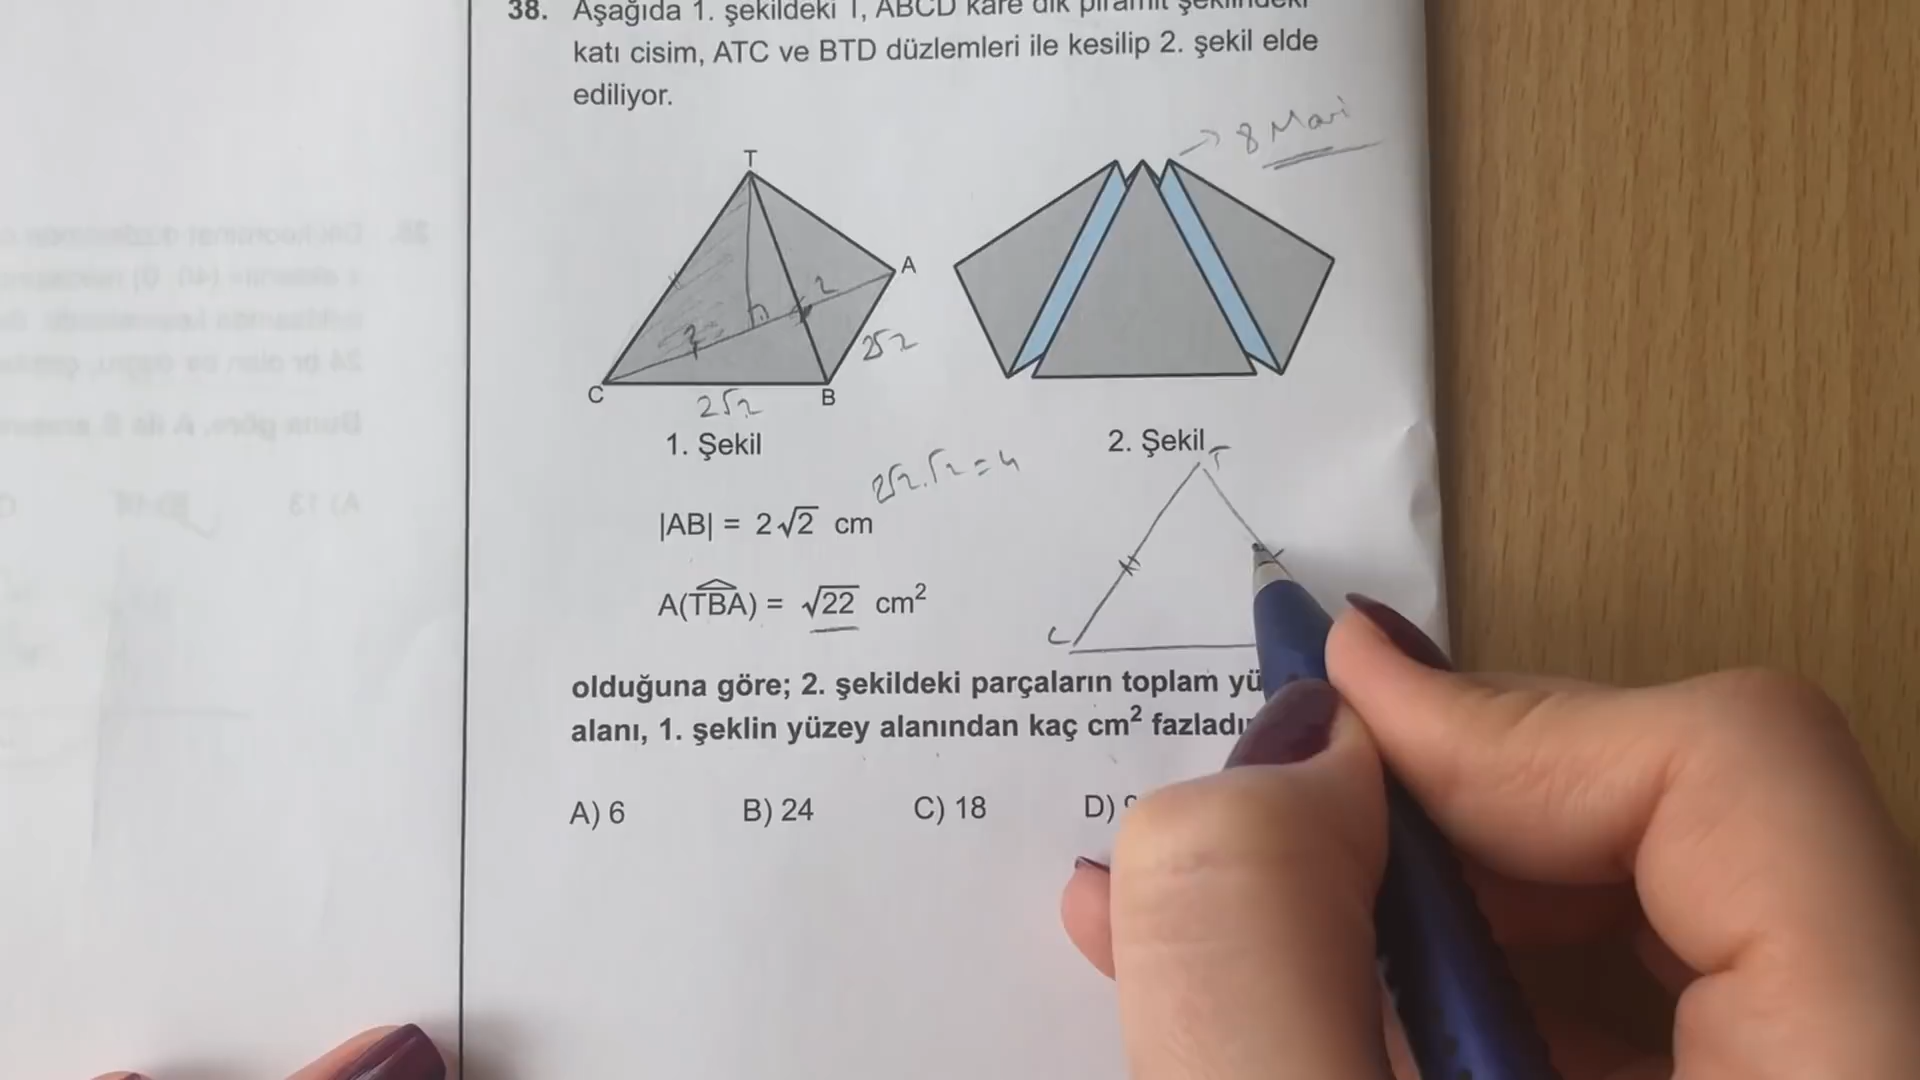 38. Aşağıda 1. şekildeki T, ABCD kare dik piramit şeklindeki
katı cisim, ATC ve BTD düzlemleri ile kesilip 2. şekil elde
ediliyor.
→ 8 Mavi
T
A
2
2
2√2
C
2√2
B
1. Şekil
2. Şekil
2√2.√2=4
T
C
|AB| = 2√2 cm
A(TBA) = √22 cm²
olduğuna göre; 2. şekildeki parçaların toplam
alanı, 1. şeklin yüzey alanından kaç cm² fazladır
A) 6 B) 24 C) 18 D)